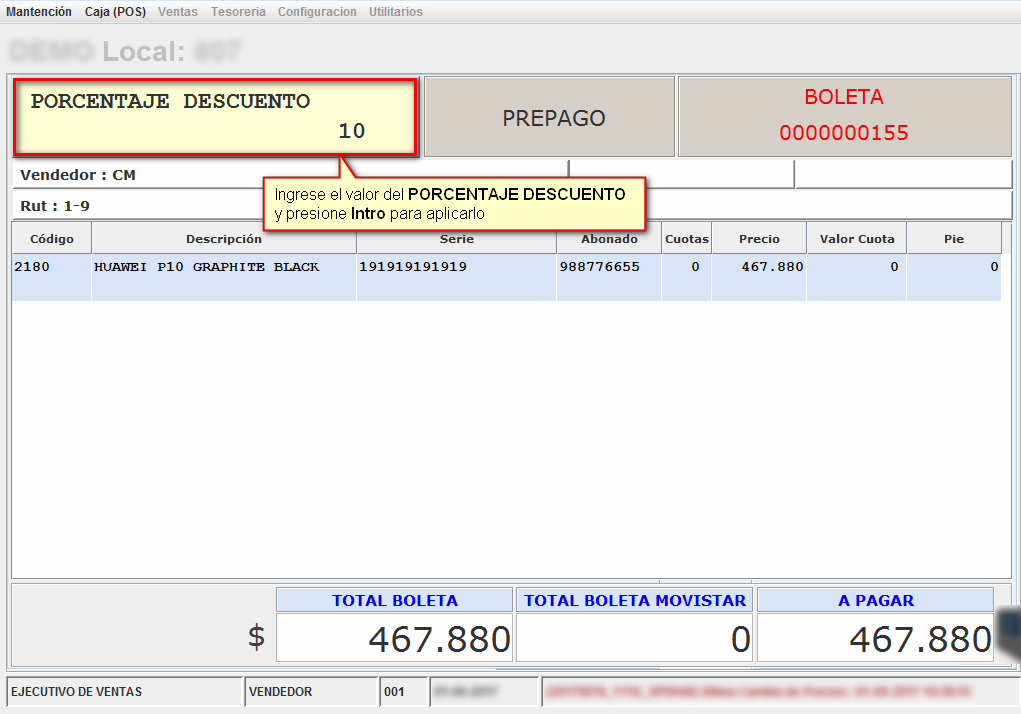 Mantención Caja (POS) Ventas Tesoreria Configuracion Utilitarios
DEMO Local: 807
PORCENTAJE DESCUENTO
10
PREPAGO
BOLETA
0000000155
Vendedor : CM
Rut : 1-9
Ingrese el valor del PORCENTAJE DESCUENTO
y presione Intro para aplicarlo
Código Descripción Serie Abonado Cuotas Precio Valor Cuota Pie
2180 HUAWEI P10 GRAPHITE BLACK 191919191919 988776655 0 467.880 0 0
TOTAL BOLETA TOTAL BOLETA MOVISTAR A PAGAR
$ 467.880 0 467.880
EJECUTIVO DE VENTAS VENDEDOR 001